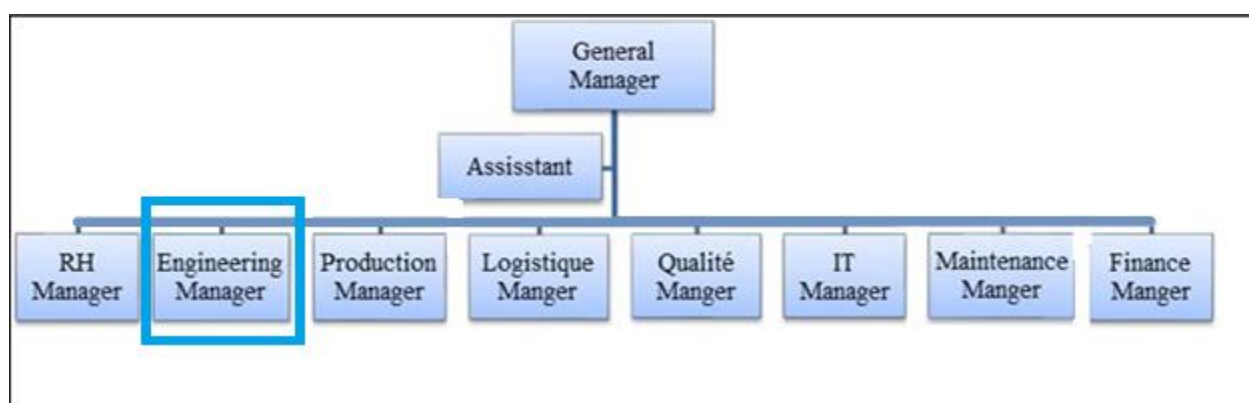 General
Manager
Assisstant
RH
Manager
Engineering
Manager
Production
Manager
Logistique
Manger
Qualité
Manger
IT
Manager
Maintenance
Manger
Finance
Manger